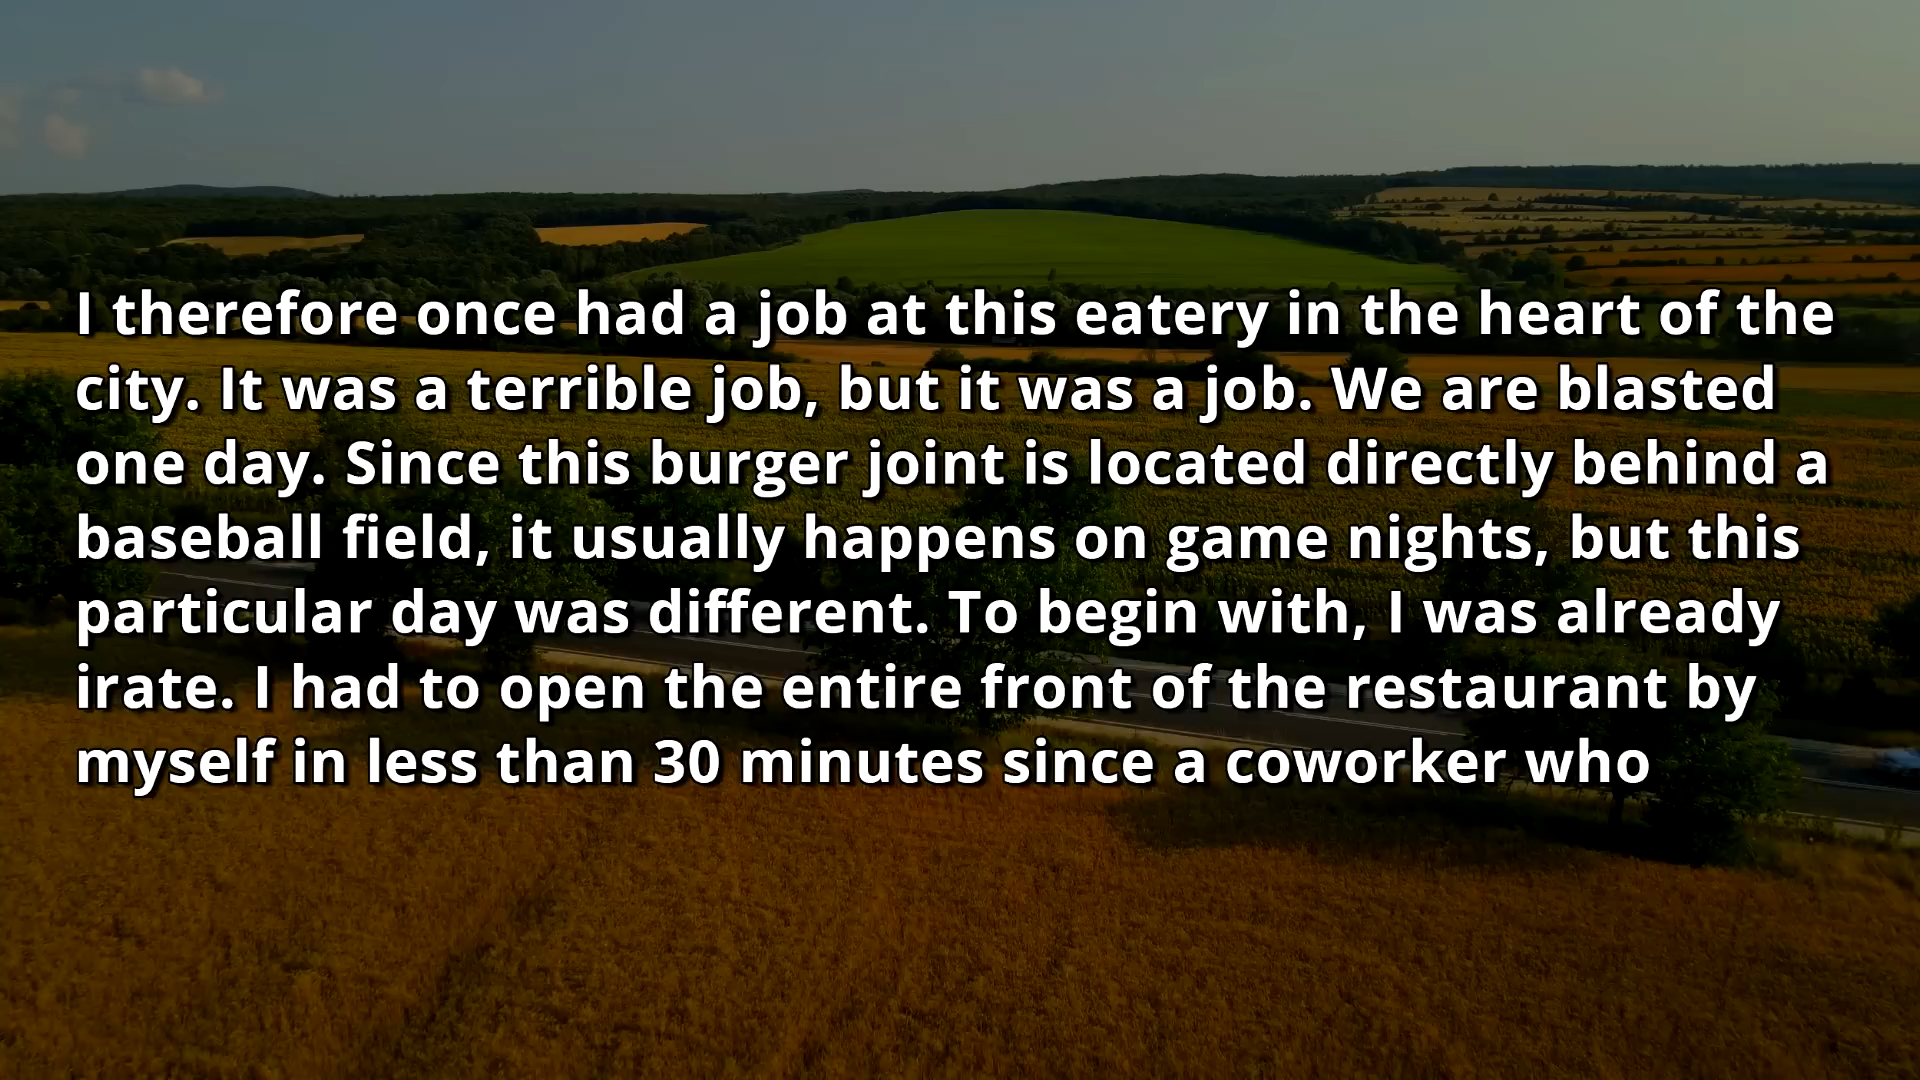 I therefore once had a job at this eatery in the heart of the
city. It was a terrible job, but it was a job. We are blasted
one day. Since this burger joint is located directly behind a
baseball field, it usually happens on game nights, but this
particular day was different. To begin with, I was already
irate. I had to open the entire front of the restaurant by
myself in less than 30 minutes since a coworker who